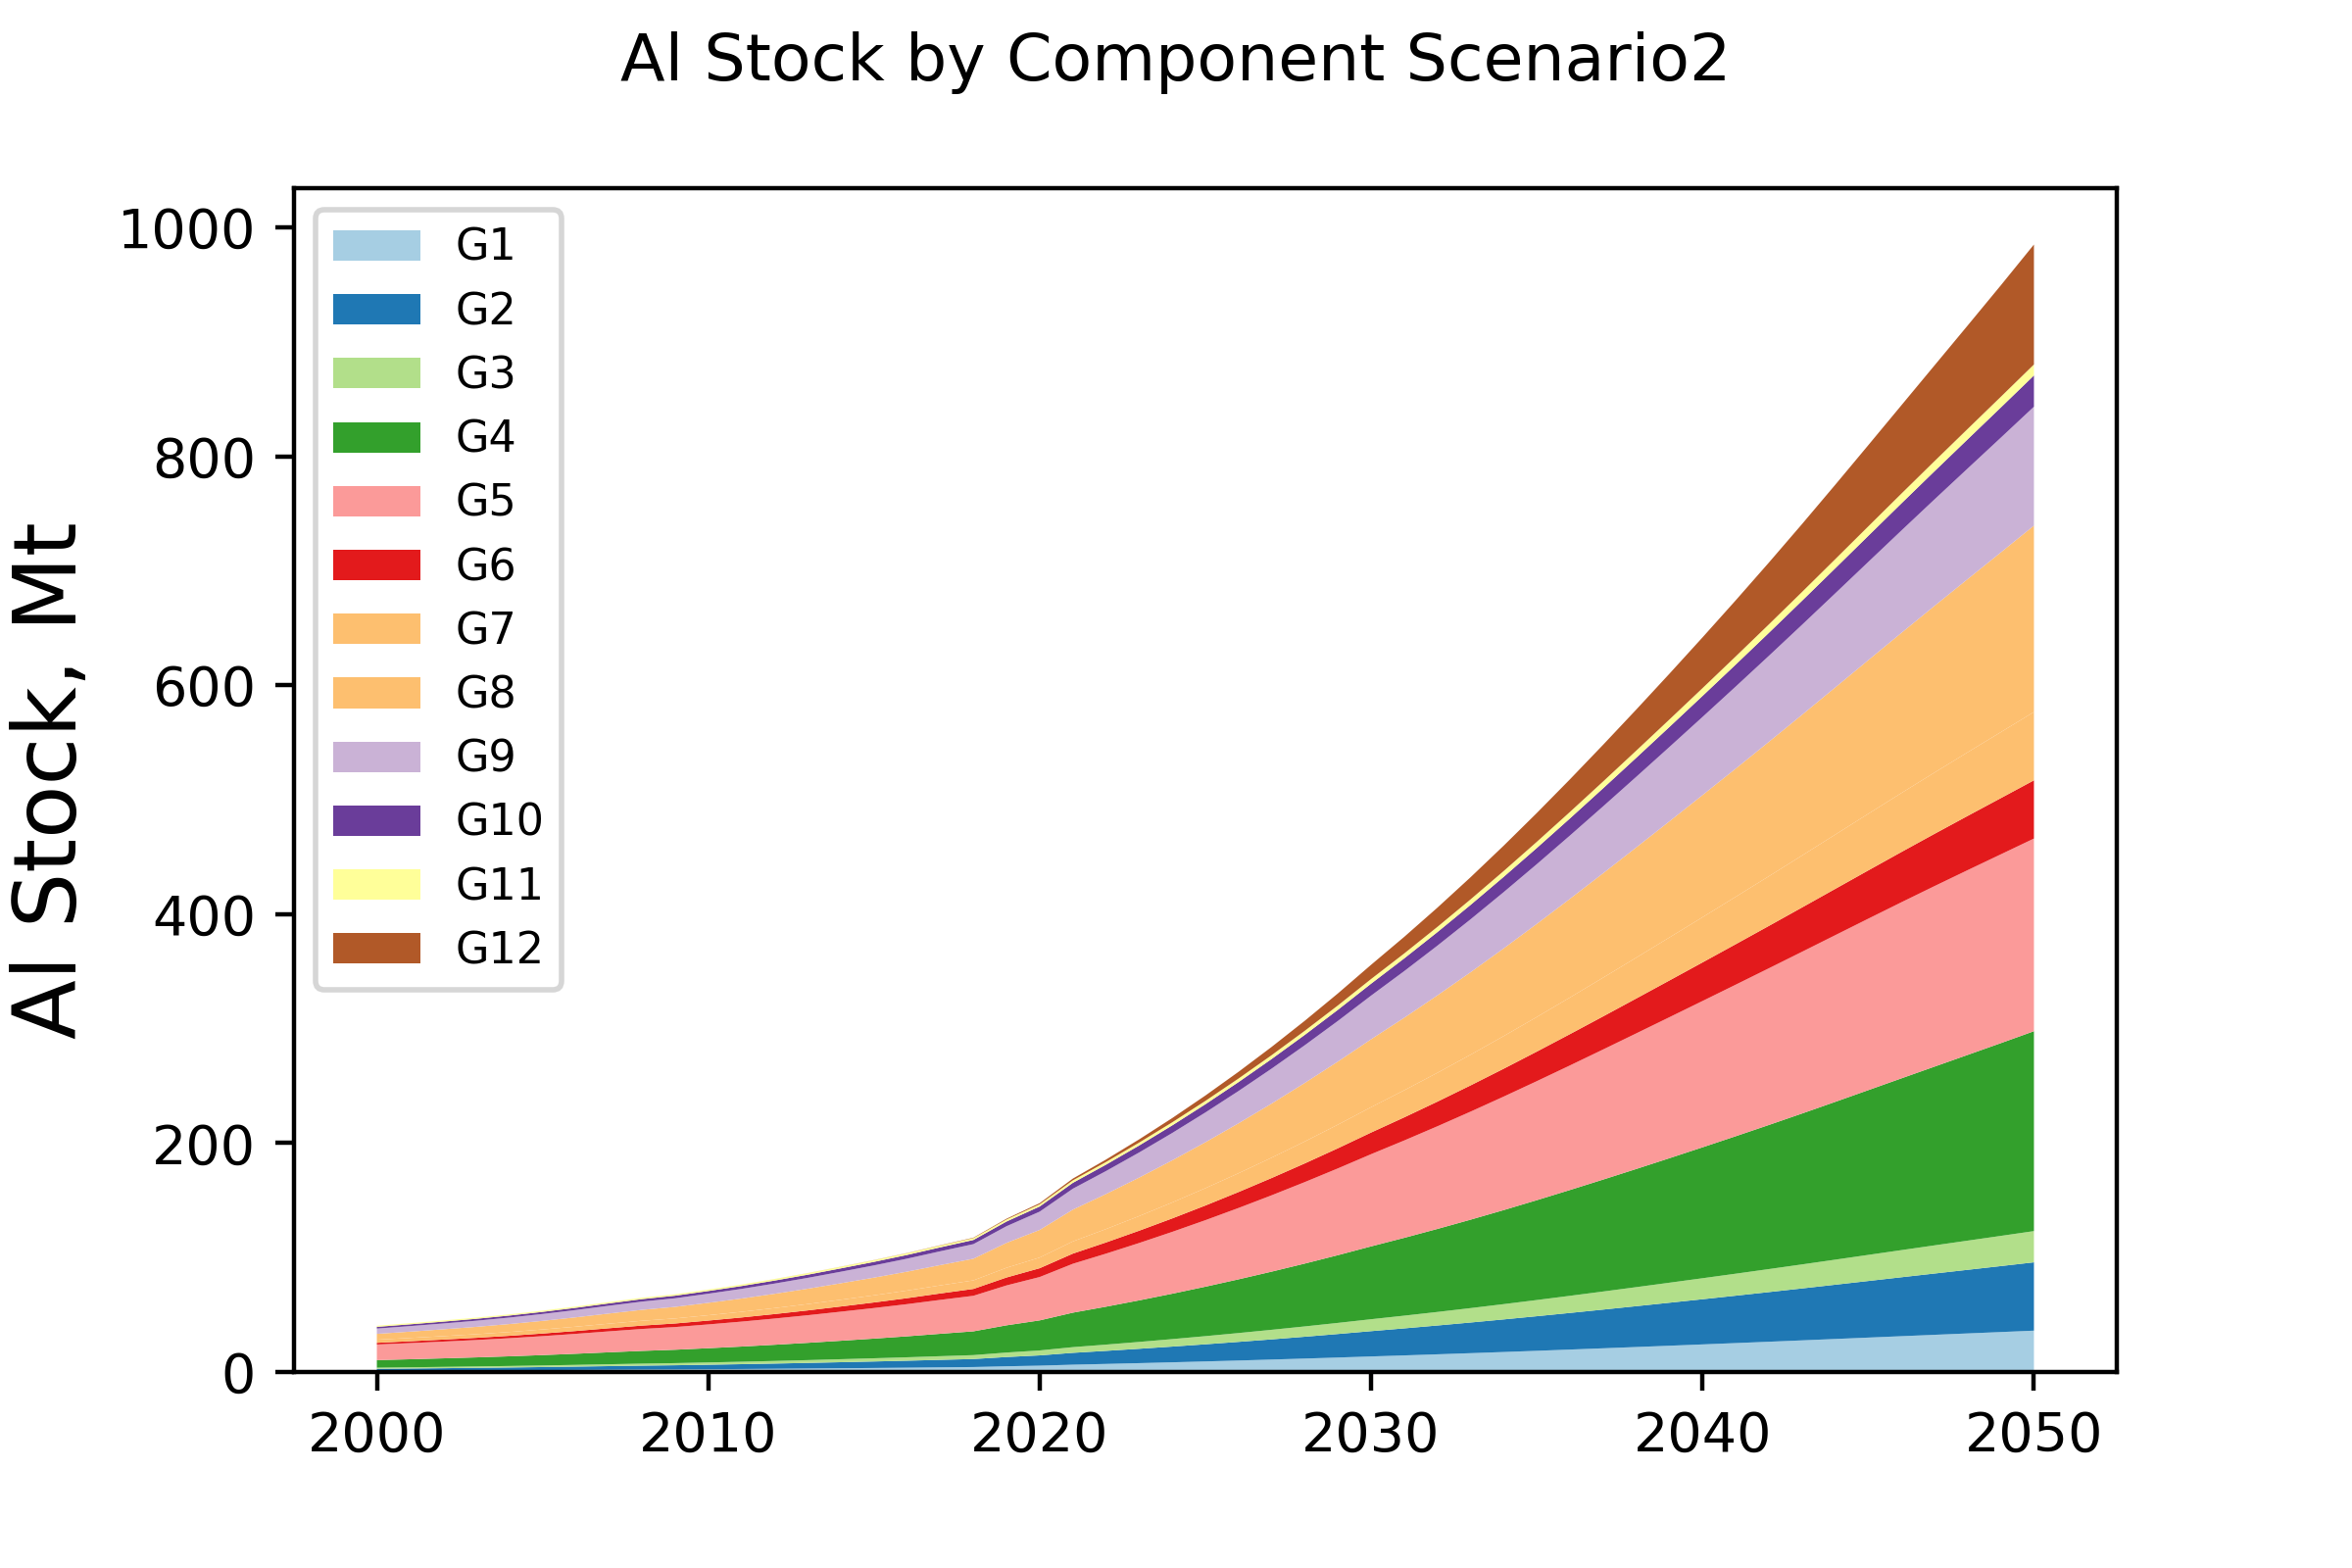 Al Stock by Component Scenario2
Al Stock, Mt
1000
800
600
400
200
0
G1
G2
G3
G4
G5
G6
G7
G8
G9
G10
G11
G12
2000 2010 2020 2030 2040 2050